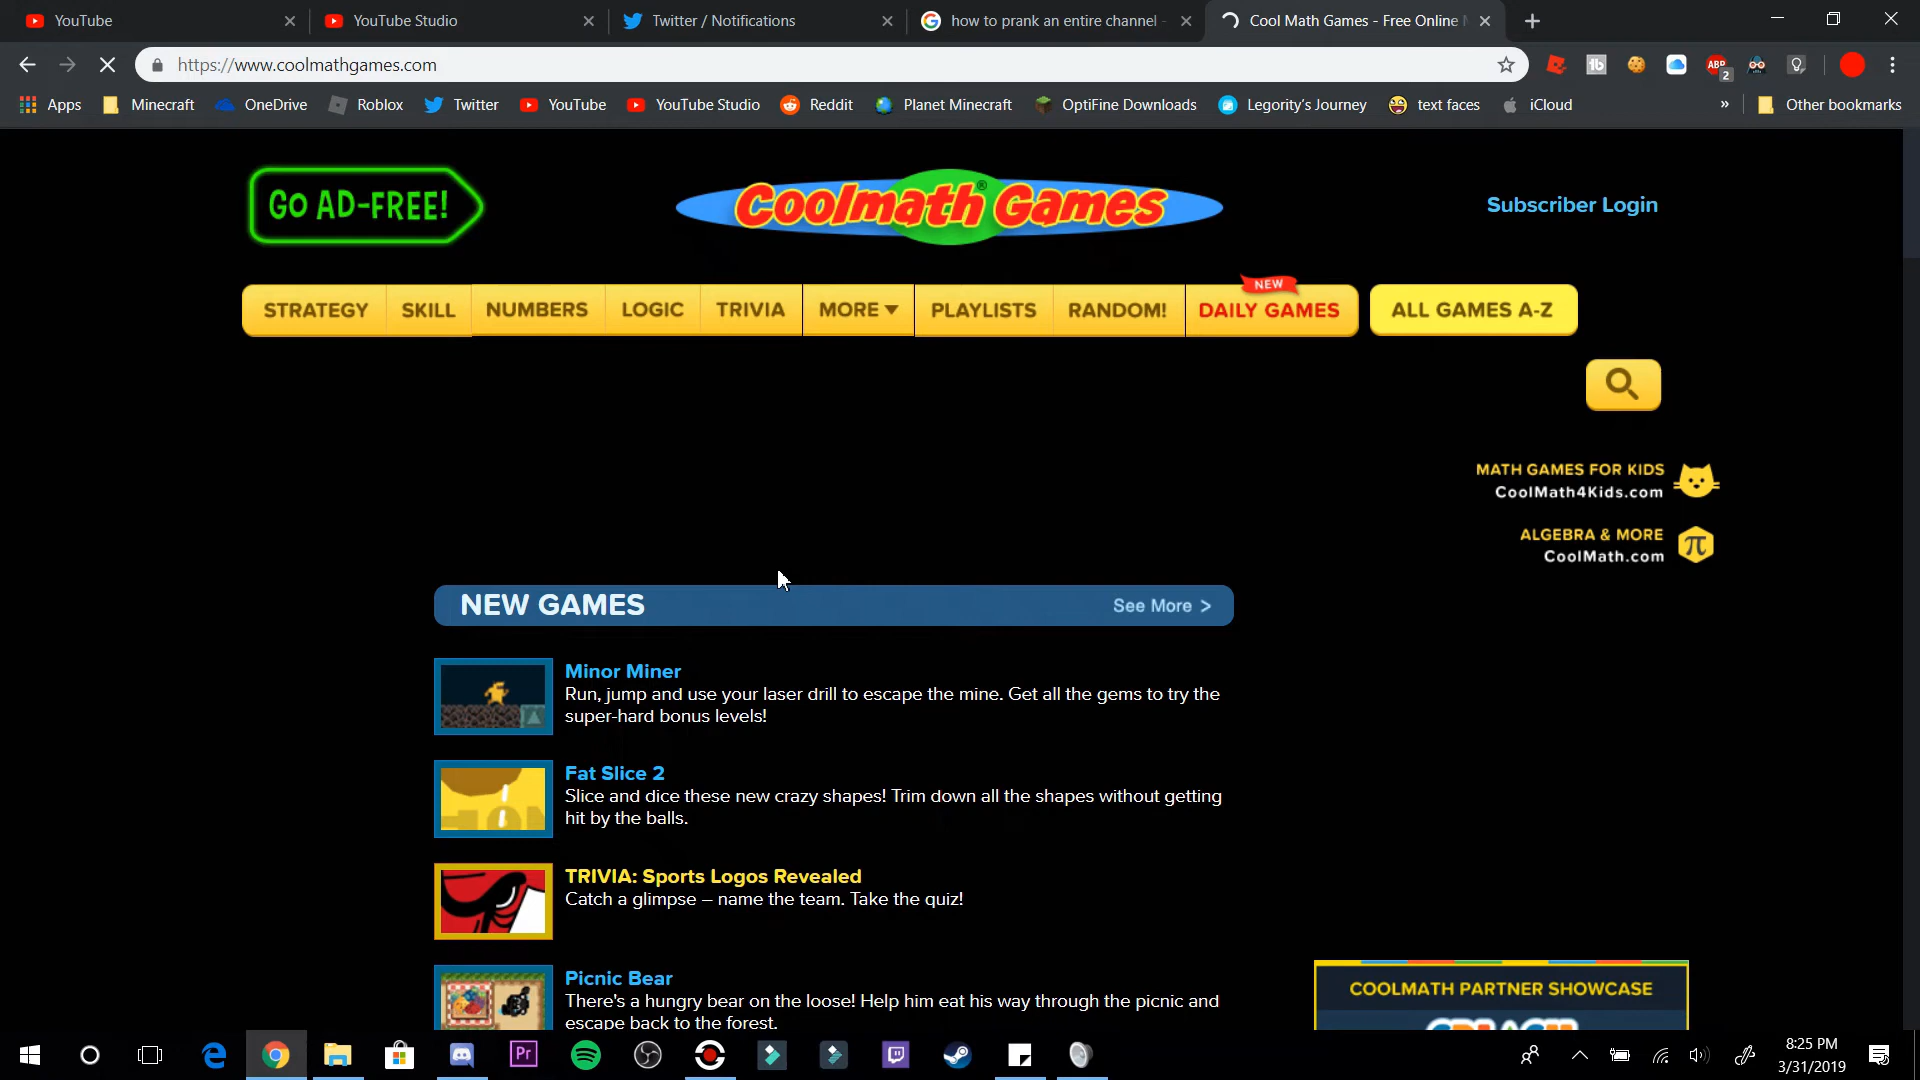 YouTube
YouTube Studio
Twitter / Notifications
how to prank an entire channel -
Cool Math Games - Free Online M
https://www.coolmathgames.com
ABP
2
Apps
Minecraft
OneDrive
Roblox
Twitter
YouTube
YouTube Studio
Reddit
Planet Minecraft
OptiFine Downloads
Legority's Journey
text faces
iCloud
»
Other bookmarks
GO AD-FREE!
Coolmath Games®
Subscriber Login
NEW
STRATEGY
SKILL
NUMBERS
LOGIC
TRIVIA
MORE
PLAYLISTS
RANDOM!
DAILY GAMES
ALL GAMES A-Z
MATH GAMES FOR KIDS
CoolMath4Kids.com
ALGEBRA & MORE
CoolMath.com
π
NEW GAMES
See More >
Minor Miner
Run, jump and use your laser drill to escape the mine. Get all the gems to try the
super-hard bonus levels!
Fat Slice 2
Slice and dice these new crazy shapes! Trim down all the shapes without getting
hit by the balls.
TRIVIA: Sports Logos Revealed
Catch a glimpse – name the team. Take the quiz!
Picnic Bear
There's a hungry bear on the loose! Help him eat his way through the picnic and
escape back to the forest.
COOLMATH PARTNER SHOWCASE
Pr
8:25 PM
3/31/2019